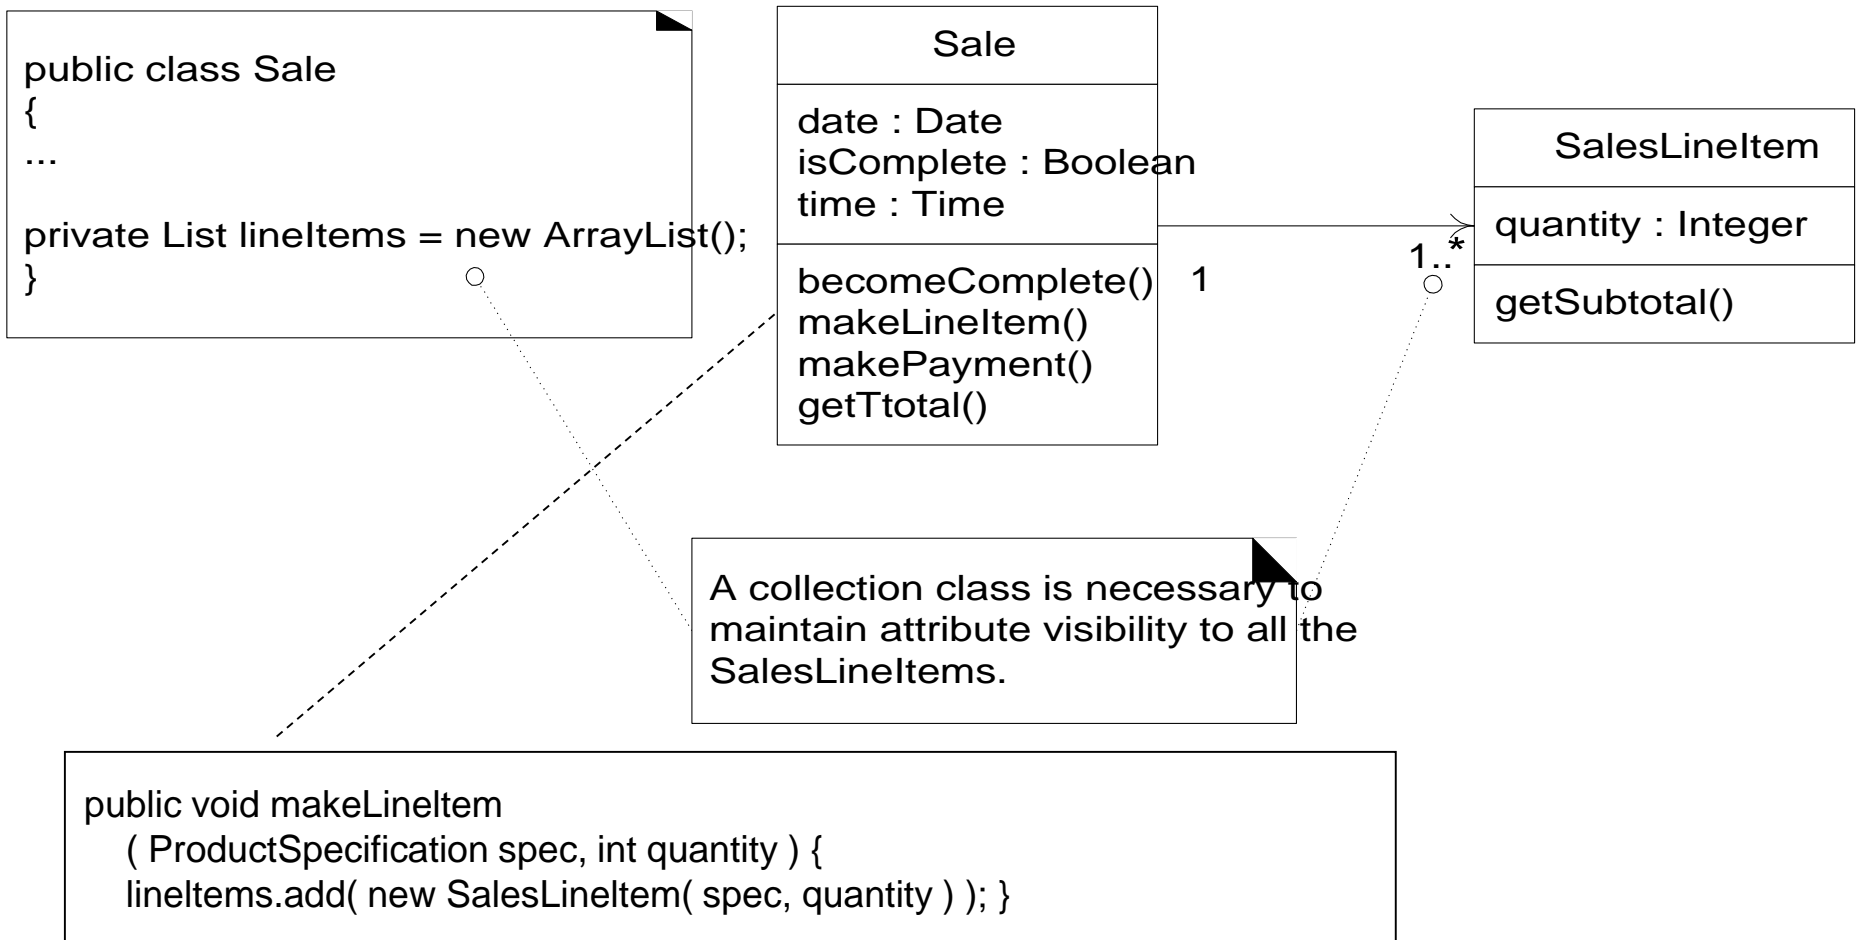 public class Sale
{
...
private List lineItems = new ArrayList();
}
Sale
date : Date
isComplete : Boolean
time : Time
becomeComplete()
makeLineItem()
makePayment()
getTtotal()
1
1..*
SalesLineItem
quantity : Integer
getSubtotal()
A collection class is necessary to
maintain attribute visibility to all the
SalesLineItems.
public void makeLineItem
( ProductSpecification spec, int quantity ) {
lineItems.add( new SalesLineItem( spec, quantity ) ); }